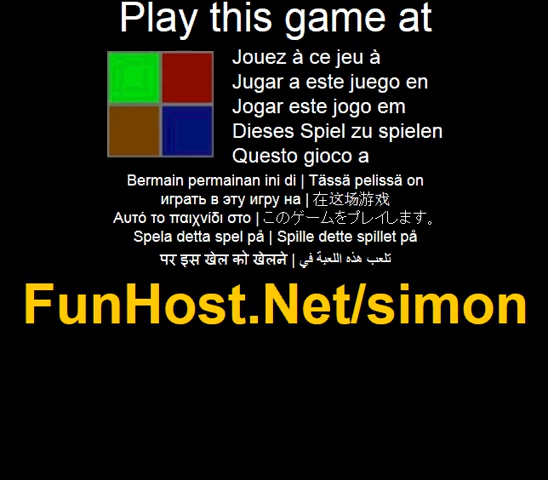 Play this game at
Jouez à ce jeu à
Jugar a este juego en
Jogar este jogo em
Dieses Spiel zu spielen
Questo gioco a
Bermain permainan ini di | Tässä pelissä on
играть в эту игру на | 在这场游戏
Αυτό το παιχνίδι στο | このゲームをプレイします。
Spela detta spel på | Spille dette spillet på
पर इस खेल को खेलने | تلعب هذه اللعبة في
FunHost.Net/simon